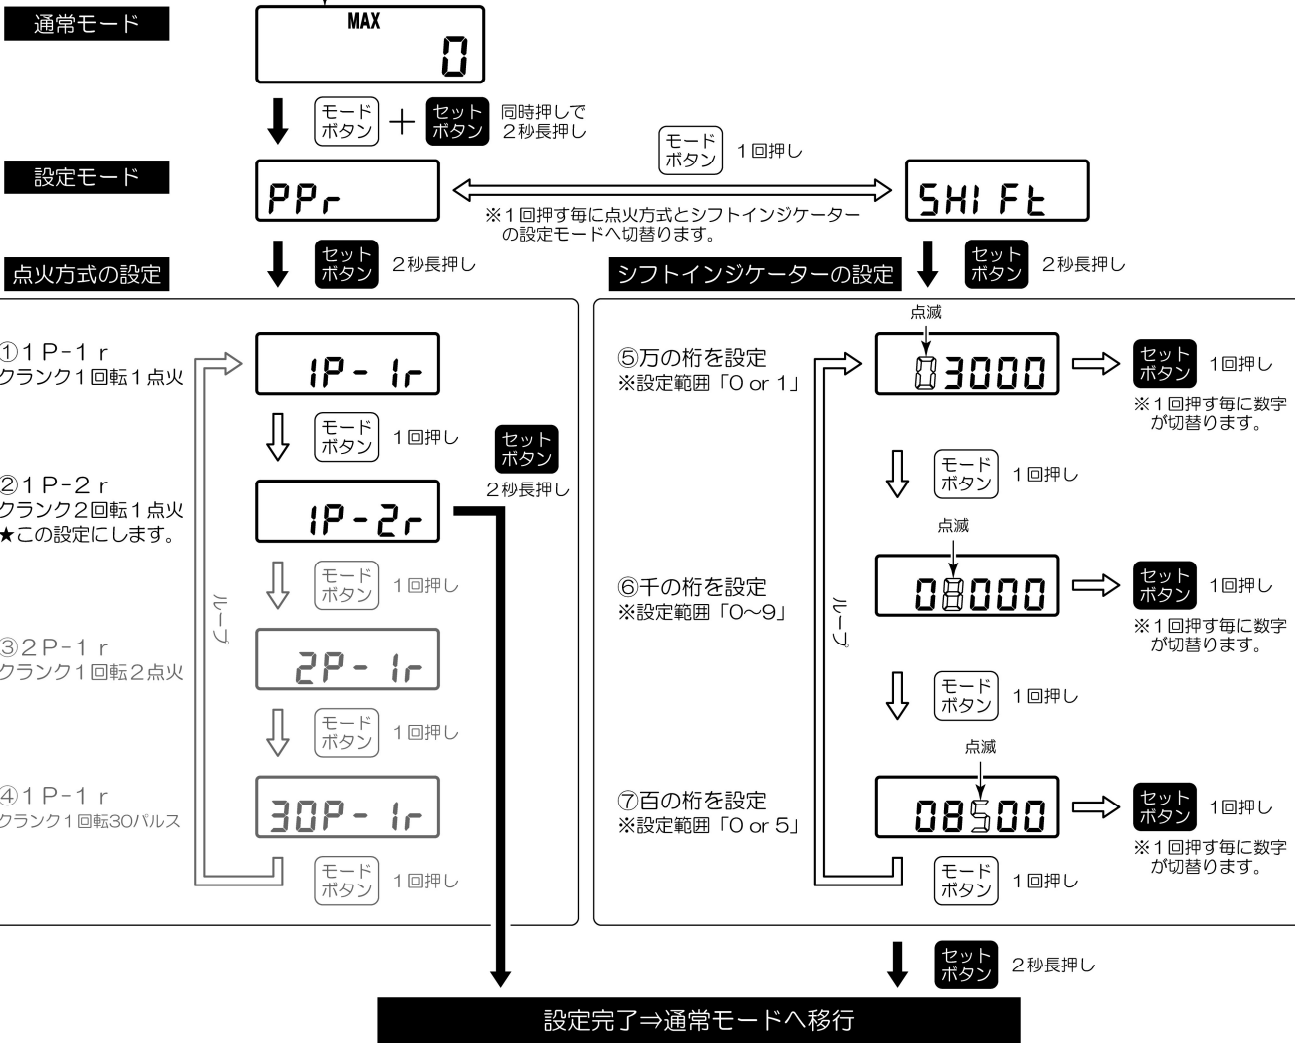 通常モード
MAX
0
モード
ボタン
＋
セット
ボタン
同時押しで
２秒長押し
モード
ボタン
１回押し
設定モード
PPr
SHIFt
※１回押す毎に点火方式とシフトインジケーター
の設定モードへ切替ります。
セット
ボタン
２秒長押し
セット
ボタン
２秒長押し
点火方式の設定
①１Ｐ-１ｒ
クランク１回転１点火
1P-1r
モード
ボタン
１回押し
セット
ボタン
２秒長押し
②１Ｐ-２ｒ
クランク２回転１点火
★この設定にします。
1P-2r
モード
ボタン
１回押し
ループ
③２Ｐ-１ｒ
クランク１回転２点火
2P-1r
モード
ボタン
１回押し
④１Ｐ-１ｒ
クランク１回転30パルス
30P-1r
モード
ボタン
１回押し
シフトインジケーターの設定
点滅
⑤万の桁を設定
※設定範囲「0 or 1」
03000
セット
ボタン
１回押し
※１回押す毎に数字
が切替ります。
モード
ボタン
１回押し
点滅
⑥千の桁を設定
※設定範囲「0〜9」
08000
セット
ボタン
１回押し
※１回押す毎に数字
が切替ります。
ループ
モード
ボタン
１回押し
点滅
⑦百の桁を設定
※設定範囲「0 or 5」
08500
セット
ボタン
１回押し
※１回押す毎に数字
が切替ります。
モード
ボタン
１回押し
セット
ボタン
２秒長押し
設定完了⇒通常モードへ移行